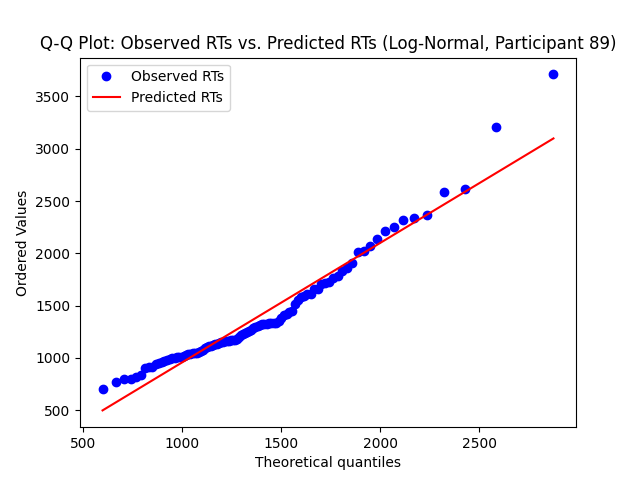 Q-Q Plot: Observed RTs vs. Predicted RTs (Log-Normal, Participant 89)
Observed RTs
Predicted RTs
3500
3000
2500
2000
1500
1000
500
Ordered Values
500 1000 1500 2000 2500
Theoretical quantiles